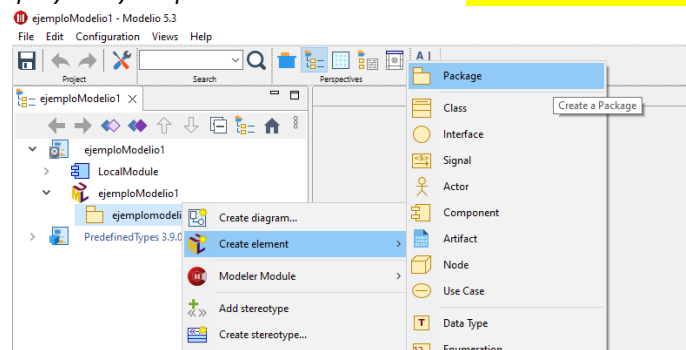 ejemploModelio1 - Modelio 5.3
File Edit Configuration Views Help
Project Search Perspectives
ejemploModelio1
ejemploModelio1
LocalModule
ejemploModelio1
ejemplomodeli
PredefinedTypes 3.9.0
Create diagram...
Create element
Modeler Module
Add stereotype
Create stereotype...
Package
Create a Package
Class
Interface
<S>
Signal
Actor
Component
Artifact
Node
Use Case
T
Data Type
Enumeration